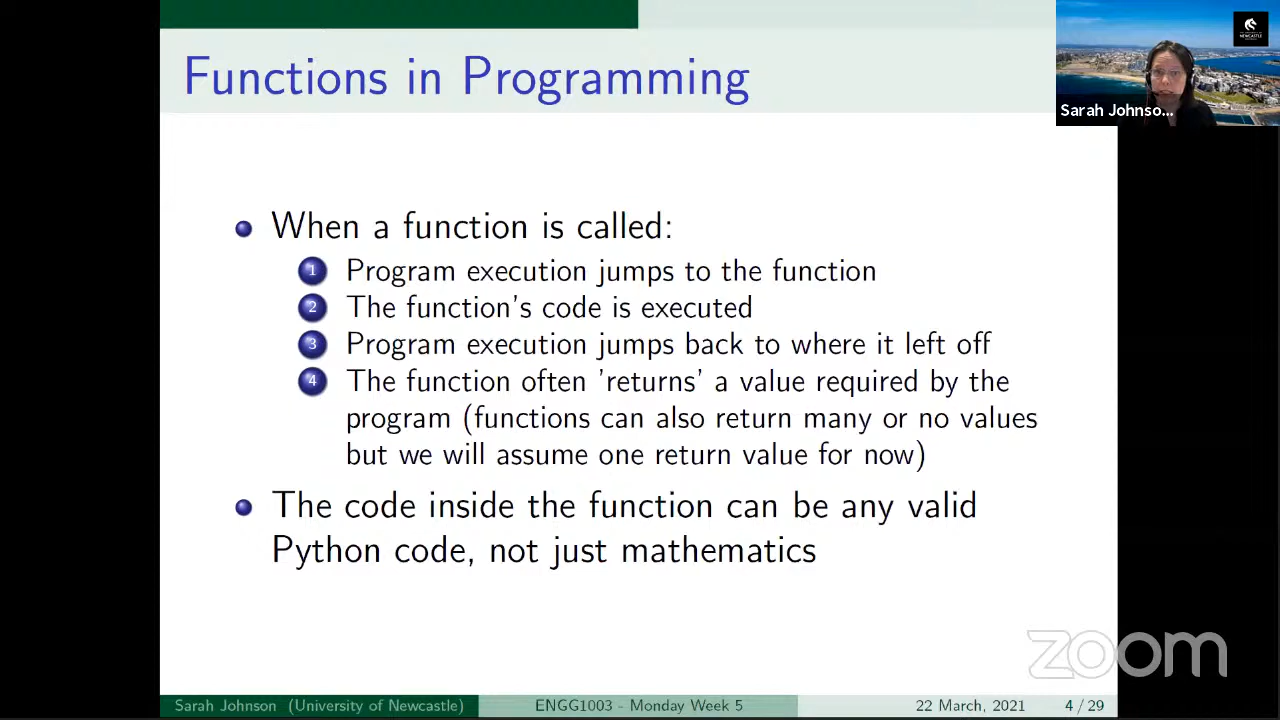 Functions in Programming
NEWCASTLE
Sarah Johnso...
When a function is called:
1 Program execution jumps to the function
2 The function's code is executed
3 Program execution jumps back to where it left off
4 The function often 'returns' a value required by the
program (functions can also return many or no values
but we will assume one return value for now)
The code inside the function can be any valid
Python code, not just mathematics
zoom
Sarah Johnson (University of Newcastle) ENGG1003 - Monday Week 5 22 March, 2021 4 / 29